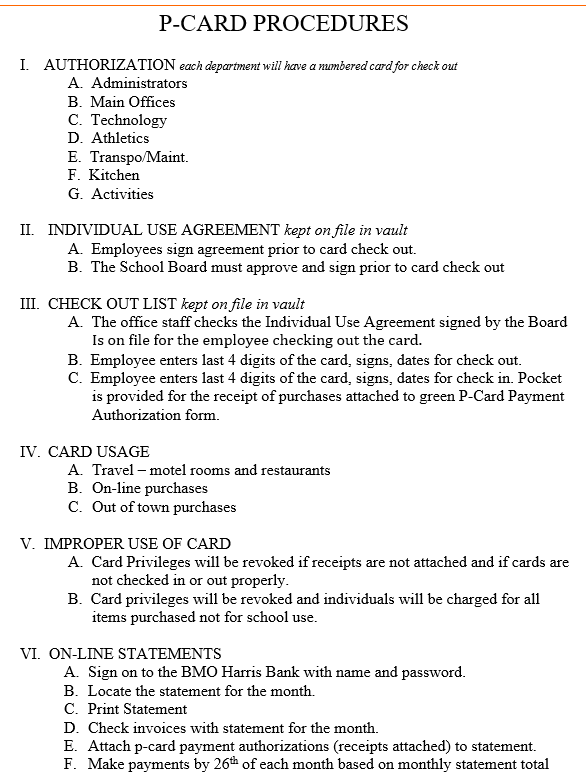 P-CARD PROCEDURES
I. AUTHORIZATION each department will have a numbered card for check out
A. Administrators
B. Main Offices
C. Technology
D. Athletics
E. Transpo/Maint.
F. Kitchen
G. Activities
II. INDIVIDUAL USE AGREEMENT kept on file in vault
A. Employees sign agreement prior to card check out.
B. The School Board must approve and sign prior to card check out
III. CHECK OUT LIST kept on file in vault
A. The office staff checks the Individual Use Agreement signed by the Board
Is on file for the employee checking out the card.
B. Employee enters last 4 digits of the card, signs, dates for check out.
C. Employee enters last 4 digits of the card, signs, dates for check in. Pocket
is provided for the receipt of purchases attached to green P-Card Payment
Authorization form.
IV. CARD USAGE
A. Travel – motel rooms and restaurants
B. On-line purchases
C. Out of town purchases
V. IMPROPER USE OF CARD
A. Card Privileges will be revoked if receipts are not attached and if cards are
not checked in or out properly.
B. Card privileges will be revoked and individuals will be charged for all
items purchased not for school use.
VI. ON-LINE STATEMENTS
A. Sign on to the BMO Harris Bank with name and password.
B. Locate the statement for the month.
C. Print Statement
D. Check invoices with statement for the month.
E. Attach p-card payment authorizations (receipts attached) to statement.
F. Make payments by 26th of each month based on monthly statement total